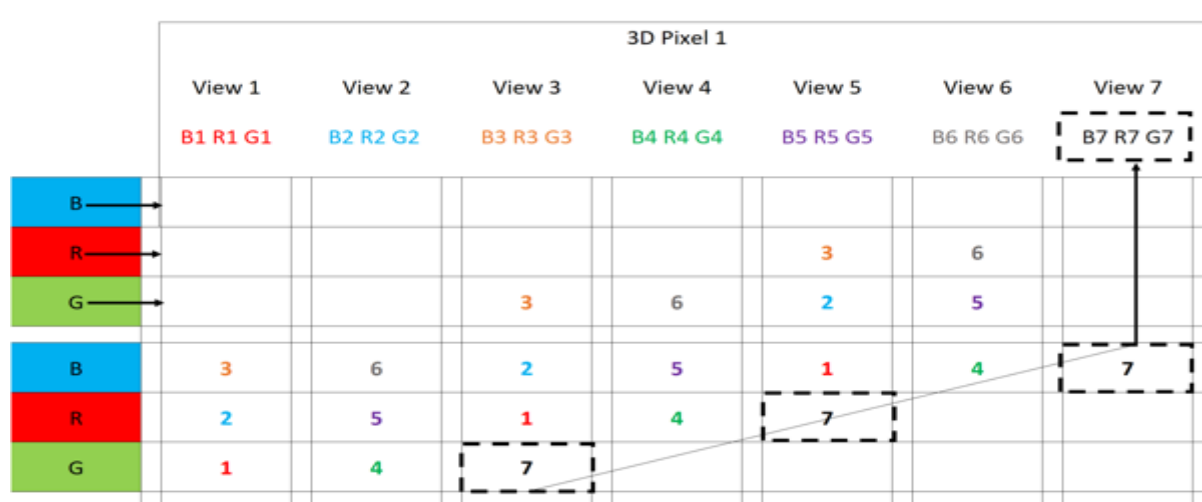 3D Pixel 1
View 1 View 2 View 3 View 4 View 5 View 6 View 7
B1 R1 G1 B2 R2 G2 B3 R3 G3 B4 R4 G4 B5 R5 G5 B6 R6 G6 B7 R7 G7
B
R 3 6
G 3 6 2 5
B 3 6 2 5 1 4 7
R 2 5 1 4 7
G 1 4 7